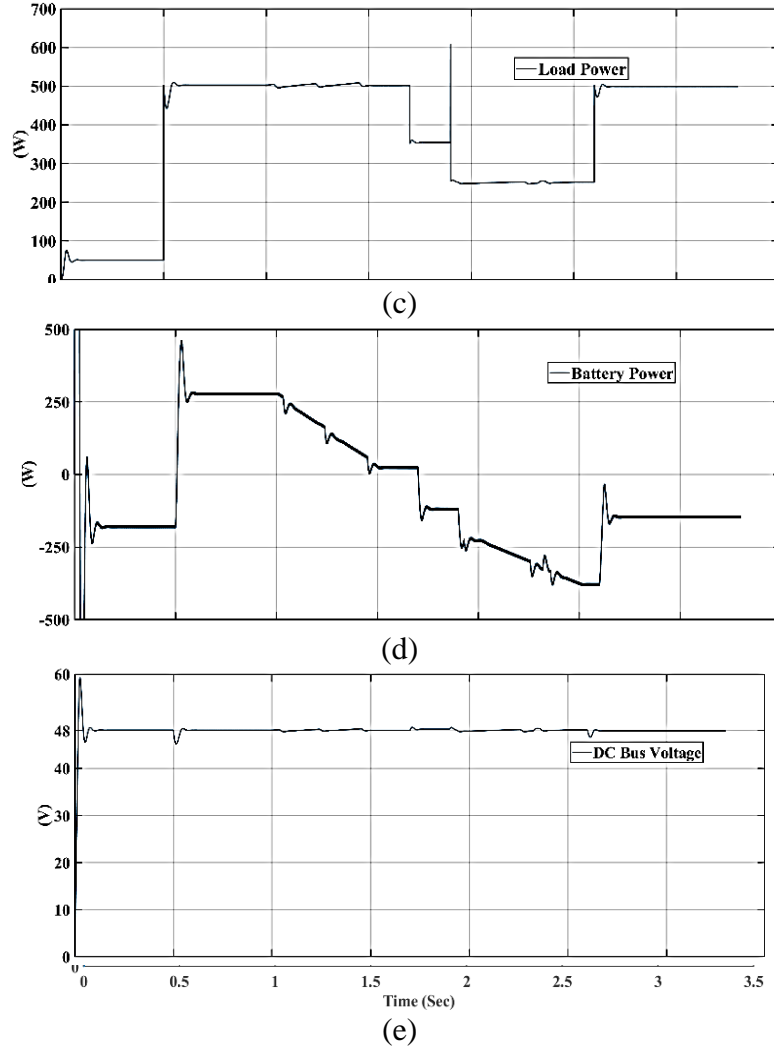 700
600
Load Power
500
(W)
400
300
200
100
0
(c)
500
Battery Power
250
(W)
0
-250
-500
(d)
60
48
DC Bus Voltage
40
(V)
30
20
10
0
0 0 0.5 1 1.5 2 2.5 3 3.5
Time (Sec)
(e)